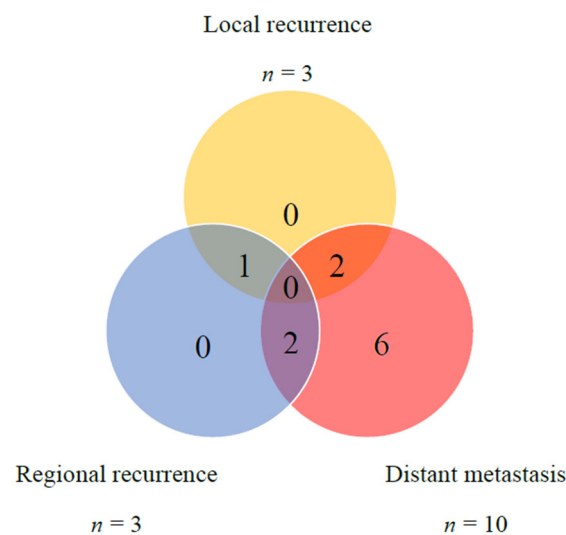 Local recurrence
n = 3
0
1
2
0
0
2
6
Regional recurrence
Distant metastasis
n = 3
n = 10